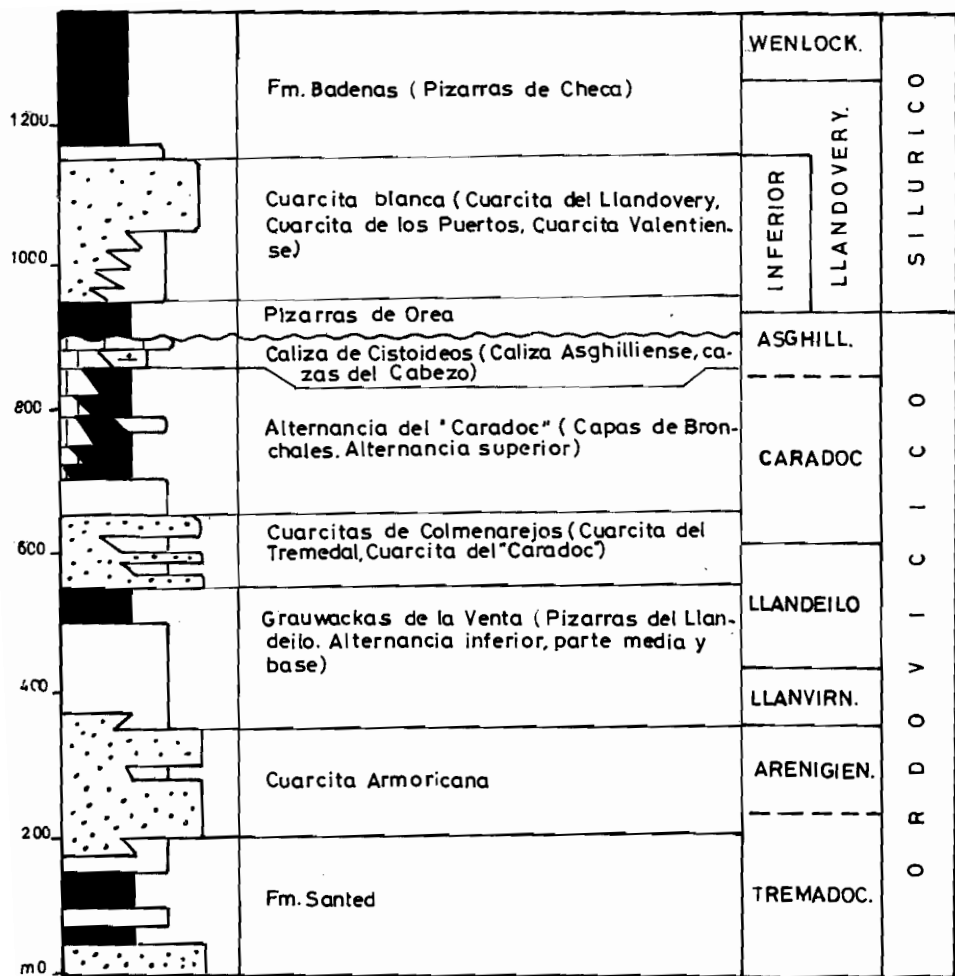 WENLOCK.
Fm. Badenas (Pizarras de Checa)
1200
LLANDOVERY.
SILURICO
Cuarcita blanca (Cuarcita del Llandovery,
Cuarcita de los Puertos, Cuarcita Valentien-
se)
INFERIOR
1000
Pizarras de Orea
ASGHILL.
Caliza de Cistoideos (Caliza Asghilliense, ca-
zas del Cabezo)
800
Alternancia del "Caradoc" (Capas de Bron-
chales. Alternancia superior)
CARADOC
Cuarcitas de Colmenarejos (Cuarcita del
Tremedal, Cuarcita del "Caradoc")
600
Grauwackas de la Venta (Pizarras del Llan-
deilo. Alternancia inferior, parte media y
base)
LLANDEILO
400
LLANVIRN.
ORDOVICICO
Cuarcita Armoricana
ARENIGIEN.
200
Fm. Santed
TREMADOC.
m0